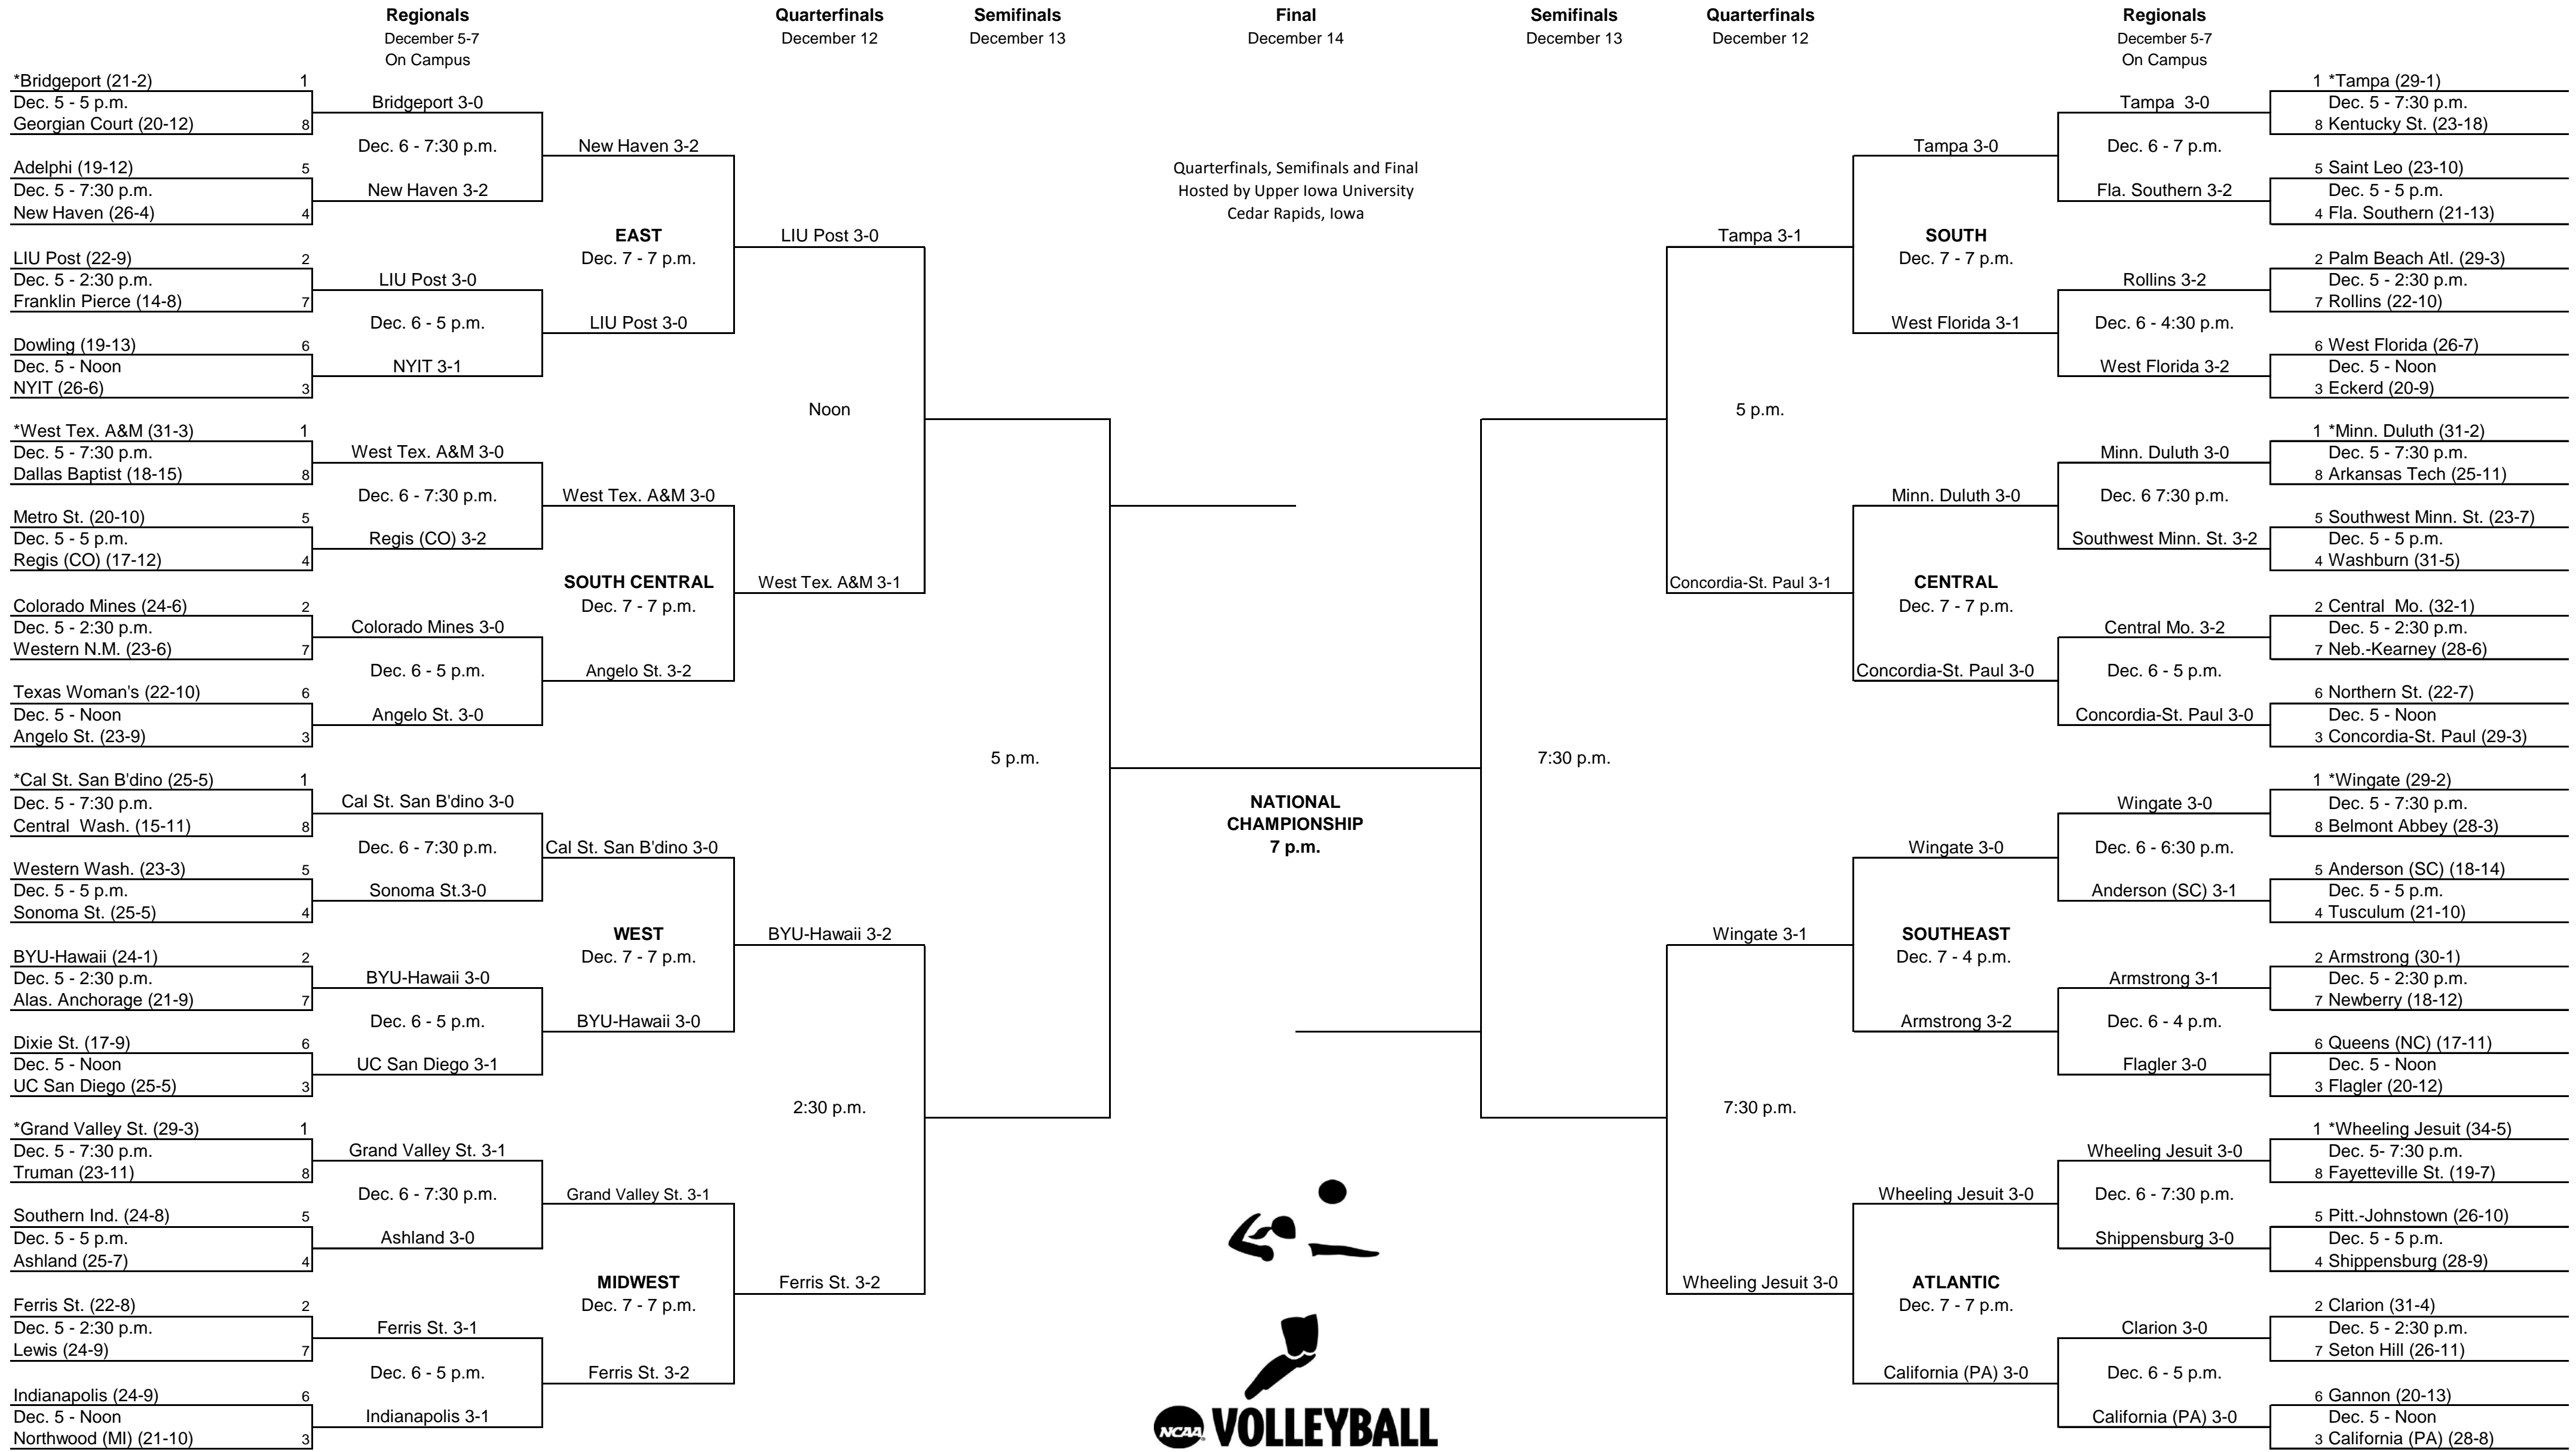 Regionals
December 5-7
On Campus
Quarterfinals
December 12
Semifinals
December 13
Final
December 14
Semifinals
December 13
Quarterfinals
December 12
Regionals
December 5-7
On Campus
*Bridgeport (21-2) 1
Dec. 5 - 5 p.m.
Georgian Court (20-12) 8
Adelphi (19-12) 5
Dec. 5 - 7:30 p.m.
New Haven (26-4) 4
LIU Post (22-9) 2
Dec. 5 - 2:30 p.m.
Franklin Pierce (14-8) 7
Dowling (19-13) 6
Dec. 5 - Noon
NYIT (26-6) 3
*West Tex. A&M (31-3) 1
Dec. 5 - 7:30 p.m.
Dallas Baptist (18-15) 8
Metro St. (20-10) 5
Dec. 5 - 5 p.m.
Regis (CO) (17-12) 4
Colorado Mines (24-6) 2
Dec. 5 - 2:30 p.m.
Western N.M. (23-6) 7
Texas Woman's (22-10) 6
Dec. 5 - Noon
Angelo St. (23-9) 3
*Cal St. San B'dino (25-5) 1
Dec. 5 - 7:30 p.m.
Central Wash. (15-11) 8
Western Wash. (23-3) 5
Dec. 5 - 5 p.m.
Sonoma St. (25-5) 4
BYU-Hawaii (24-1) 2
Dec. 5 - 2:30 p.m.
Alas. Anchorage (21-9) 7
Dixie St. (17-9) 6
Dec. 5 - Noon
UC San Diego (25-5) 3
*Grand Valley St. (29-3) 1
Dec. 5 - 7:30 p.m.
Truman (23-11) 8
Southern Ind. (24-8) 5
Dec. 5 - 5 p.m.
Ashland (25-7) 4
Ferris St. (22-8) 2
Dec. 5 - 2:30 p.m.
Lewis (24-9) 7
Indianapolis (24-9) 6
Dec. 5 - Noon
Northwood (MI) (21-10) 3
Bridgeport 3-0
Dec. 6 - 7:30 p.m.
New Haven 3-2
LIU Post 3-0
Dec. 6 - 5 p.m.
NYIT 3-1
West Tex. A&M 3-0
Dec. 6 - 7:30 p.m.
Regis (CO) 3-2
Colorado Mines 3-0
Dec. 6 - 5 p.m.
Angelo St. 3-0
Cal St. San B'dino 3-0
Dec. 6 - 7:30 p.m.
Sonoma St.3-0
BYU-Hawaii 3-0
Dec. 6 - 5 p.m.
UC San Diego 3-1
Grand Valley St. 3-1
Dec. 6 - 7:30 p.m.
Ashland 3-0
Ferris St. 3-1
Dec. 6 - 5 p.m.
Indianapolis 3-1
New Haven 3-2
EAST
Dec. 7 - 7 p.m.
LIU Post 3-0
West Tex. A&M 3-0
SOUTH CENTRAL
Dec. 7 - 7 p.m.
Angelo St. 3-2
Cal St. San B'dino 3-0
WEST
Dec. 7 - 7 p.m.
BYU-Hawaii 3-0
Grand Valley St. 3-1
MIDWEST
Dec. 7 - 7 p.m.
Ferris St. 3-2
LIU Post 3-0
Noon
West Tex. A&M 3-1
BYU-Hawaii 3-2
2:30 p.m.
Ferris St. 3-2
5 p.m.
Quarterfinals, Semifinals and Final
Hosted by Upper Iowa University
Cedar Rapids, Iowa
NATIONAL
CHAMPIONSHIP
7 p.m.
NCAA VOLLEYBALL
7:30 p.m.
Tampa 3-1
5 p.m.
Concordia-St. Paul 3-1
Wingate 3-1
7:30 p.m.
Wheeling Jesuit 3-0
Tampa 3-0
SOUTH
Dec. 7 - 7 p.m.
West Florida 3-1
Minn. Duluth 3-0
CENTRAL
Dec. 7 - 7 p.m.
Concordia-St. Paul 3-0
Wingate 3-0
SOUTHEAST
Dec. 7 - 4 p.m.
Armstrong 3-2
Wheeling Jesuit 3-0
ATLANTIC
Dec. 7 - 7 p.m.
California (PA) 3-0
Tampa 3-0
Dec. 6 - 7 p.m.
Fla. Southern 3-2
Rollins 3-2
Dec. 6 - 4:30 p.m.
West Florida 3-2
Minn. Duluth 3-0
Dec. 6 7:30 p.m.
Southwest Minn. St. 3-2
Central Mo. 3-2
Dec. 6 - 5 p.m.
Concordia-St. Paul 3-0
Wingate 3-0
Dec. 6 - 6:30 p.m.
Anderson (SC) 3-1
Armstrong 3-1
Dec. 6 - 4 p.m.
Flagler 3-0
Wheeling Jesuit 3-0
Dec. 6 - 7:30 p.m.
Shippensburg 3-0
Clarion 3-0
Dec. 6 - 5 p.m.
California (PA) 3-0
1 *Tampa (29-1)
Dec. 5 - 7:30 p.m.
8 Kentucky St. (23-18)
5 Saint Leo (23-10)
Dec. 5 - 5 p.m.
4 Fla. Southern (21-13)
2 Palm Beach Atl. (29-3)
Dec. 5 - 2:30 p.m.
7 Rollins (22-10)
6 West Florida (26-7)
Dec. 5 - Noon
3 Eckerd (20-9)
1 *Minn. Duluth (31-2)
Dec. 5 - 7:30 p.m.
8 Arkansas Tech (25-11)
5 Southwest Minn. St. (23-7)
Dec. 5 - 5 p.m.
4 Washburn (31-5)
2 Central Mo. (32-1)
Dec. 5 - 2:30 p.m.
7 Neb.-Kearney (28-6)
6 Northern St. (22-7)
Dec. 5 - Noon
3 Concordia-St. Paul (29-3)
1 *Wingate (29-2)
Dec. 5 - 7:30 p.m.
8 Belmont Abbey (28-3)
5 Anderson (SC) (18-14)
Dec. 5 - 5 p.m.
4 Tusculum (21-10)
2 Armstrong (30-1)
Dec. 5 - 2:30 p.m.
7 Newberry (18-12)
6 Queens (NC) (17-11)
Dec. 5 - Noon
3 Flagler (20-12)
1 *Wheeling Jesuit (34-5)
Dec. 5- 7:30 p.m.
8 Fayetteville St. (19-7)
5 Pitt.-Johnstown (26-10)
Dec. 5 - 5 p.m.
4 Shippensburg (28-9)
2 Clarion (31-4)
Dec. 5 - 2:30 p.m.
7 Seton Hill (26-11)
6 Gannon (20-13)
Dec. 5 - Noon
3 California (PA) (28-8)